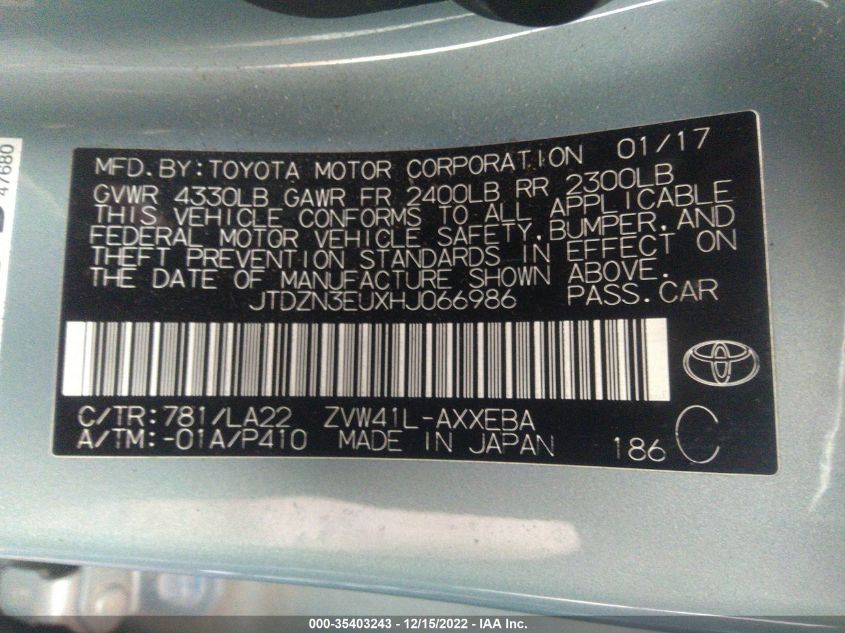 MFD. BY: TOYOTA MOTOR CORPORATION 01/17
GVWR 4330LB GAWR FR 2400LB RR 2300LB
THIS VEHICLE CONFORMS TO ALL APPLICABLE
FEDERAL MOTOR VEHICLE SAFETY, BUMPER, AND
THEFT PREVENTION STANDARDS IN EFFECT ON
THE DATE OF MANUFACTURE SHOWN ABOVE.
JTDZN3EUXHJ066986 PASS. CAR
C/TR: 781/LA22 ZVW41L-AXXEBA
A/TM: -01A/P410 MADE IN JAPAN 186 C
47680
000-35403243 - 12/15/2022 - IAA Inc.